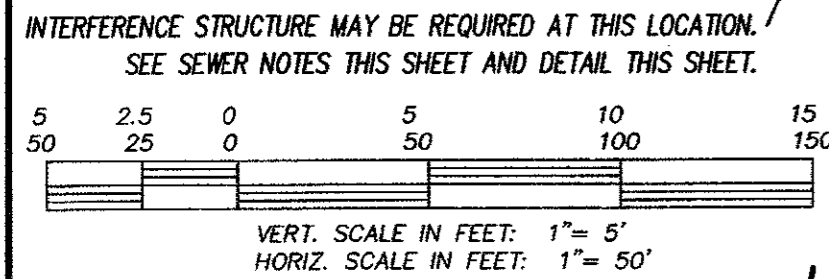 INTERFERENCE STRUCTURE MAY BE REQUIRED AT THIS LOCATION.
SEE SEWER NOTES THIS SHEET AND DETAIL THIS SHEET.
5 2.5 0 5 10 15
50 25 0 50 100 150
VERT. SCALE IN FEET: 1"= 5'
HORIZ. SCALE IN FEET: 1"= 50'